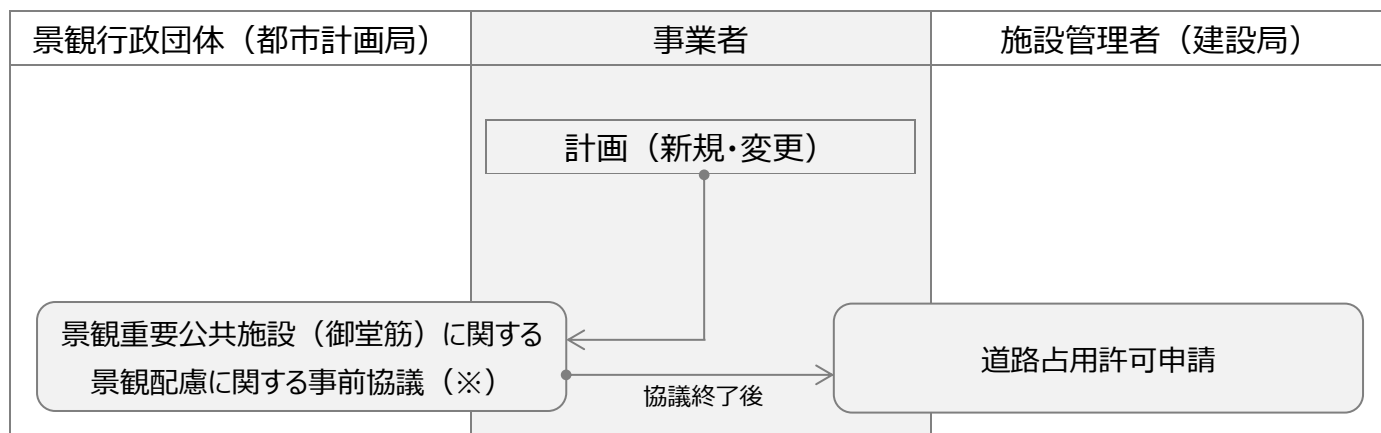 景観行政団体（都市計画局）
事業者
施設管理者（建設局）
計画（新規・変更）
景観重要公共施設（御堂筋）に関する
景観配慮に関する事前協議（※）
協議終了後
道路占用許可申請